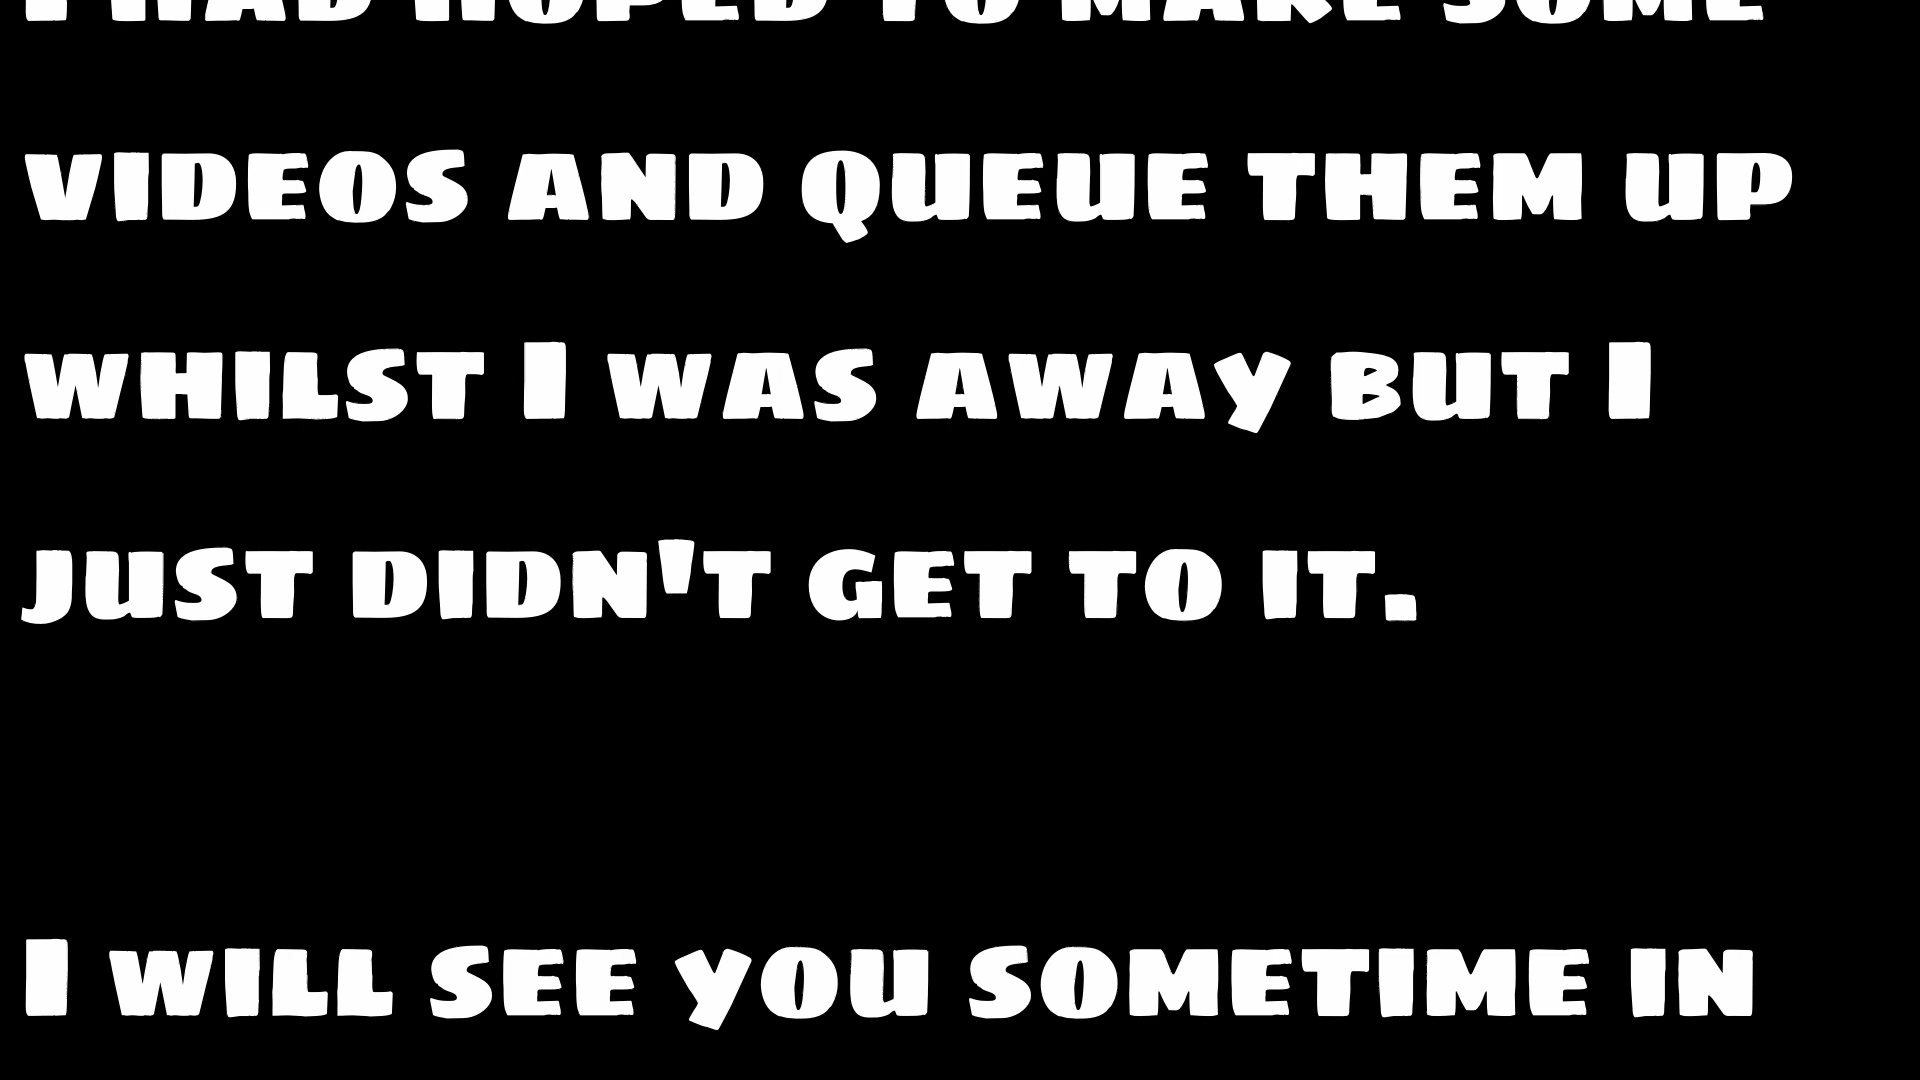 I had hoped to make some
videos and queue them up
whilst I was away but I
just didn't get to it.
I will see you sometime in